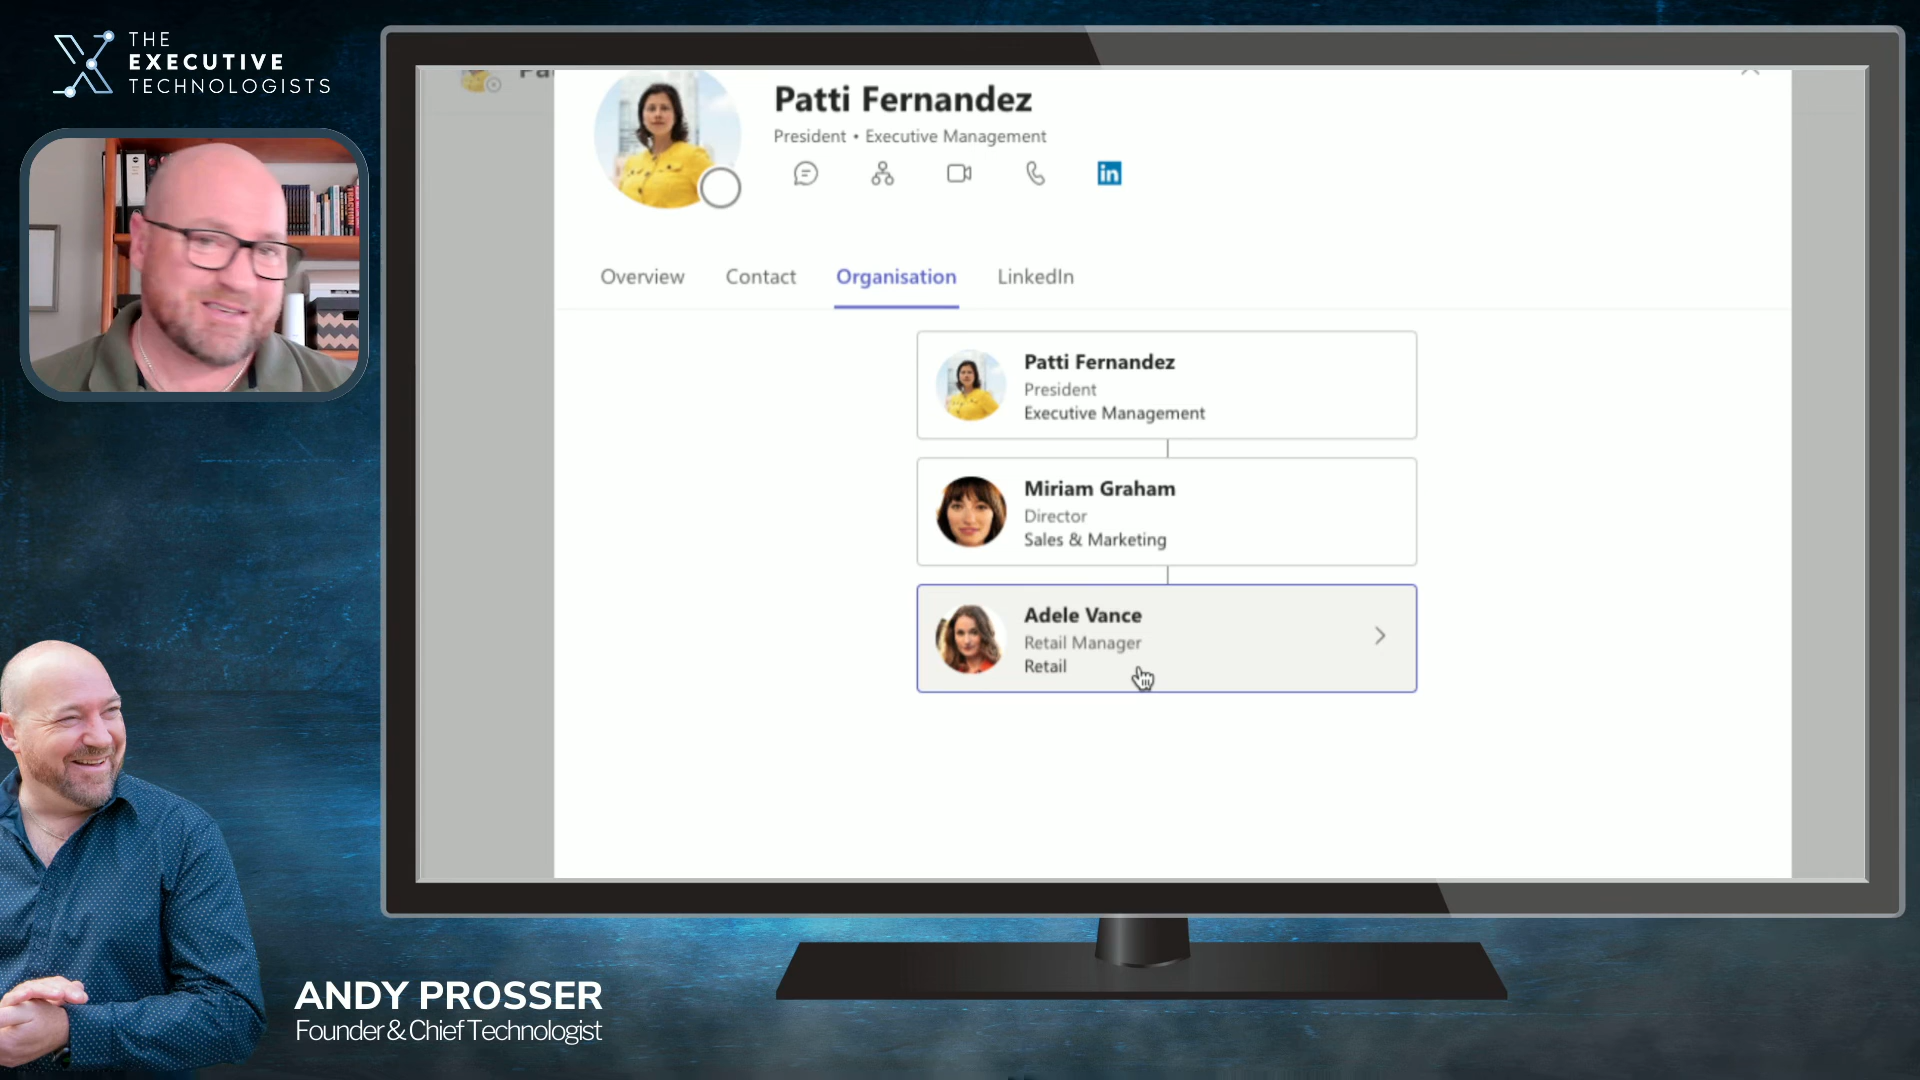 THE
EXECUTIVE
TECHNOLOGISTS
Patti Fernandez
President • Executive Management
in
Overview Contact Organisation LinkedIn
Patti Fernandez
President
Executive Management
Miriam Graham
Director
Sales & Marketing
Adele Vance
Retail Manager
Retail
ANDY PROSSER
Founder & Chief Technologist